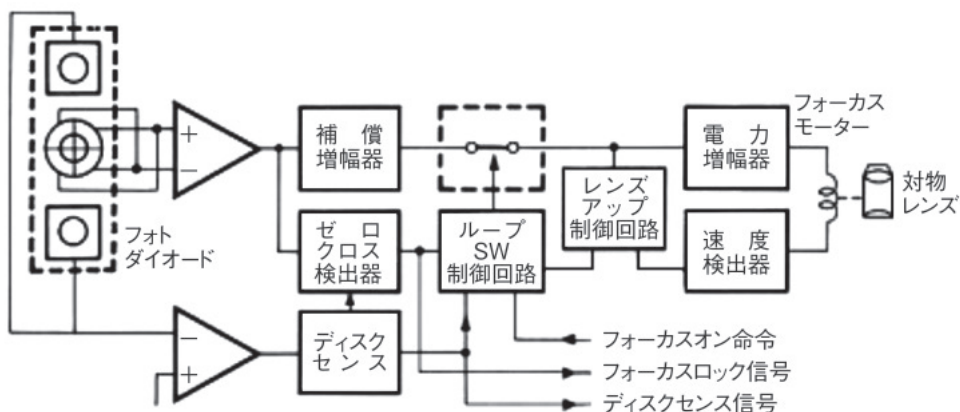 フォト
ダイオード
+
−
補償
増幅器
ゼロ
クロス
検出器
ループ
SW
制御回路
レンズ
アップ
制御回路
電力
増幅器
速度
検出器
フォーカス
モーター
対物
レンズ
−
+
ディスク
センス
フォーカスオン命令
フォーカスロック信号
ディスクセンス信号